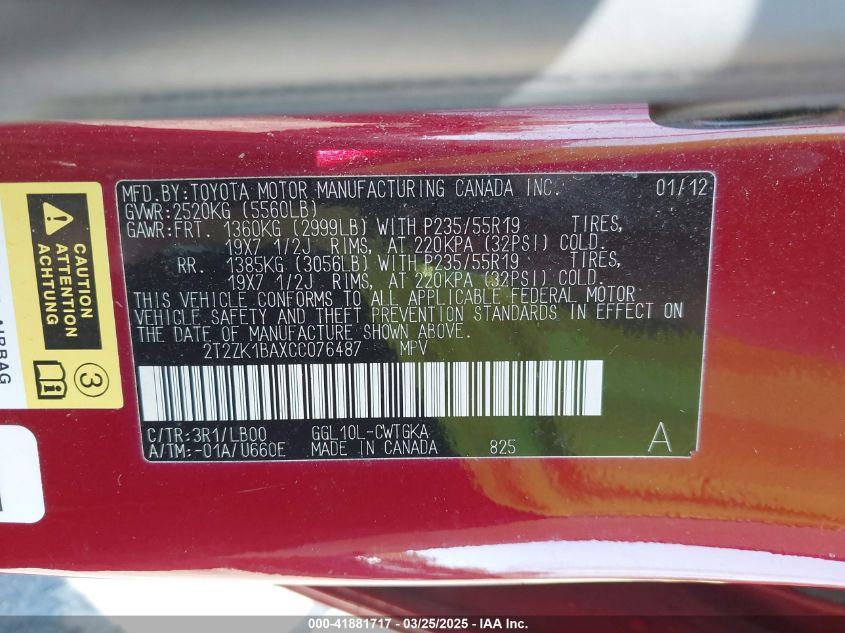 MFD. BY: TOYOTA MOTOR MANUFACTURING CANADA INC. 01/12
GVWR: 2520KG (5560LB)
GAWR: FRT. 1360KG (2999LB) WITH P235/55R19 TIRES,
19X7 1/2J RIMS, AT 220KPA (32PSI) COLD.
RR. 1385KG (3056LB) WITH P235/55R19 TIRES,
19X7 1/2J RIMS, AT 220KPA (32PSI) COLD.
THIS VEHICLE CONFORMS TO ALL APPLICABLE FEDERAL MOTOR
VEHICLE SAFETY AND THEFT PREVENTION STANDARDS IN EFFECT ON
THE DATE OF MANUFACTURE SHOWN ABOVE.
2T2ZK1BAXCC076487 MPV
C/TR: 3R1/LB00 GGL10L-CWTGKA
A/TM: -01A/U660E MADE IN CANADA 825 A
CAUTION
ATTENTION
ACHTUNG
3
AIRBAG
000-41881717 - 03/25/2025 - IAA Inc.